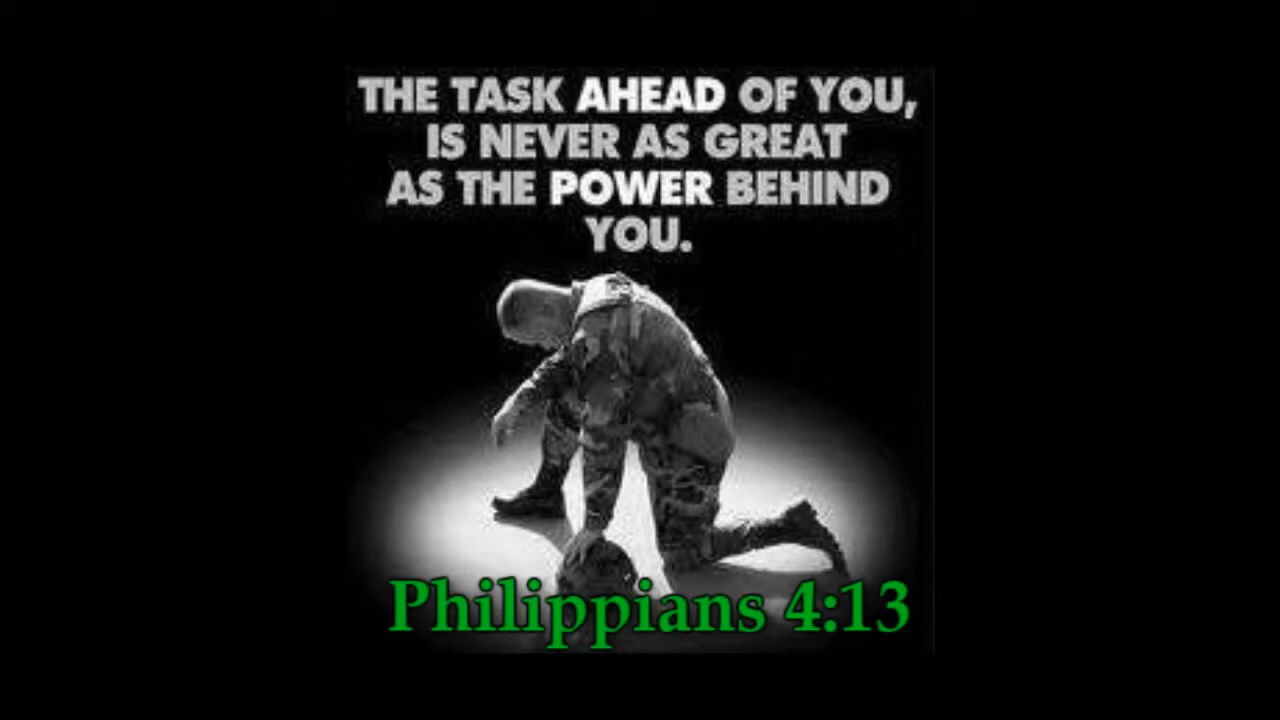 THE TASK AHEAD OF YOU,
IS NEVER AS GREAT
AS THE POWER BEHIND
YOU.
Philippians 4:13